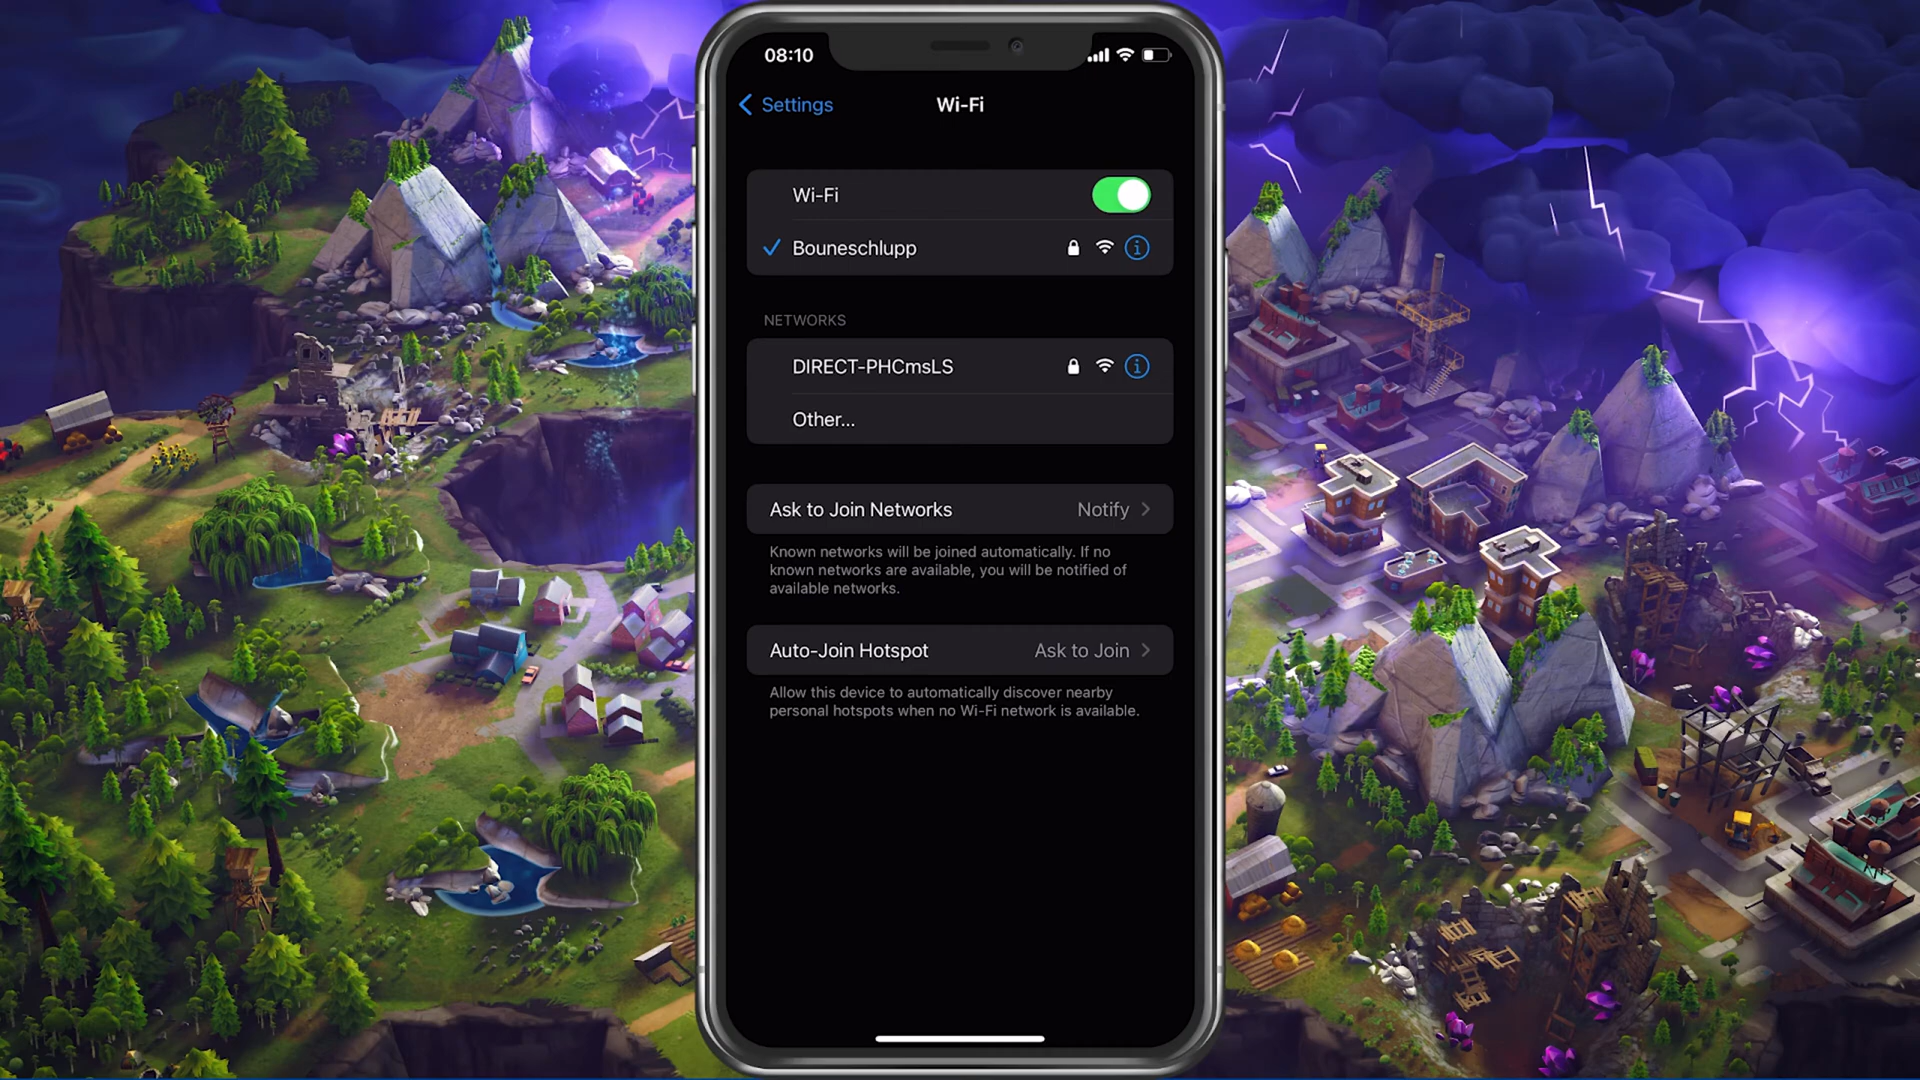 08:10
Settings
Wi-Fi
Wi-Fi
Bouneschlupp
NETWORKS
DIRECT-PHCmsLS
Other...
Ask to Join Networks Notify
Known networks will be joined automatically. If no
known networks are available, you will be notified of
available networks.
Auto-Join Hotspot Ask to Join
Allow this device to automatically discover nearby
personal hotspots when no Wi-Fi network is available.